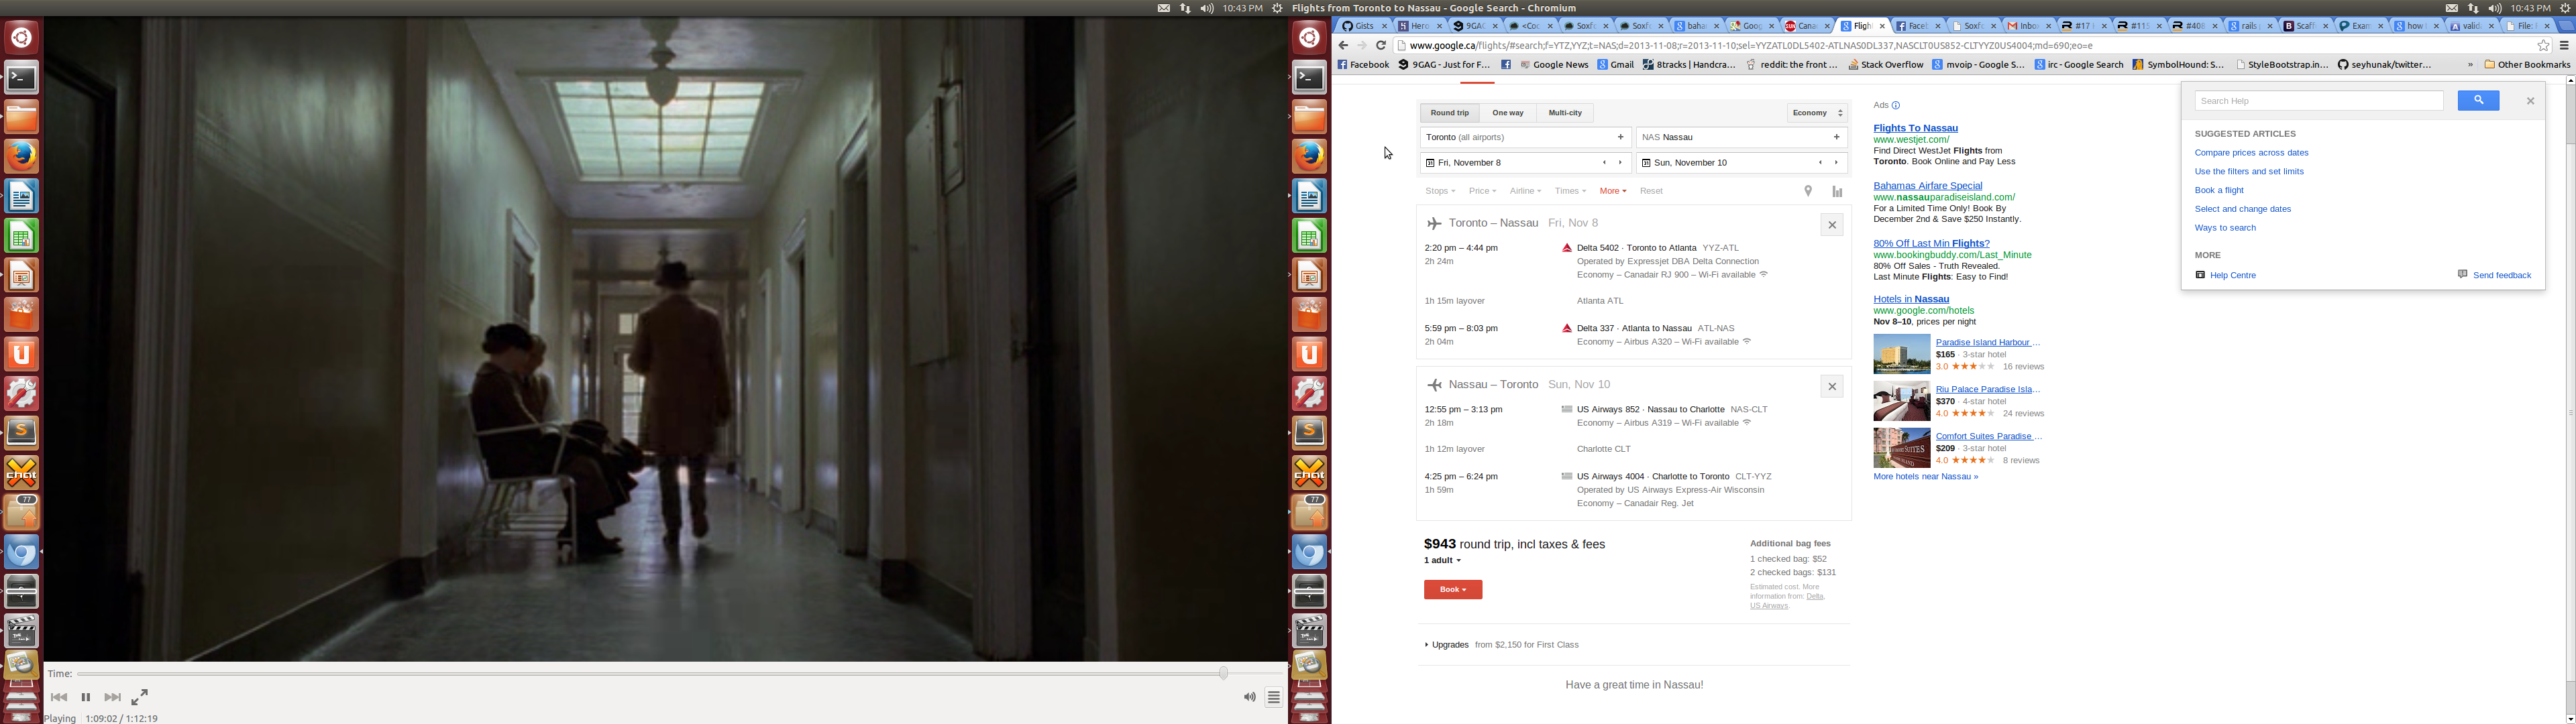 10:43 PM
Flights from Toronto to Nassau - Google Search - Chromium
10:43 PM
Gists
Hero
9GAG
<Coc
Soxf
Soxf
bahar
Goog
Cana
Fligh
Faceb
Soxfo
Inbo
#17
#115
#408
rails
Scaff
Exam
how
valid
File:
www.google.ca/flights/#search;f=YTZ,YYZ;t=NAS;d=2013-11-08;r=2013-11-10;sel=YYZATL0DL5402-ATLNAS0DL337,NASCLT0US852-CLTYYZ0US4004;md=690;eo=e
Facebook
9GAG - Just for F...
Google News
Gmail
8tracks | Handcra...
reddit: the front ...
Stack Overflow
mvoip - Google S...
irc - Google Search
SymbolHound: S...
StyleBootstrap.in...
seyhunak/twitter...
»
Other Bookmarks
Round trip
One way
Multi-city
Economy
Toronto (all airports) +
NAS Nassau +
Fri, November 8
Sun, November 10
Stops
Price
Airline
Times
More
Reset
Toronto – Nassau Fri, Nov 8
2:20 pm – 4:44 pm Delta 5402 · Toronto to Atlanta YYZ-ATL
2h 24m Operated by Expressjet DBA Delta Connection
Economy – Canadair RJ 900 – Wi-Fi available
1h 15m layover Atlanta ATL
5:59 pm – 8:03 pm Delta 337 · Atlanta to Nassau ATL-NAS
2h 04m Economy – Airbus A320 – Wi-Fi available
Nassau – Toronto Sun, Nov 10
12:55 pm – 3:13 pm US Airways 852 · Nassau to Charlotte NAS-CLT
2h 18m Economy – Airbus A319 – Wi-Fi available
1h 12m layover Charlotte CLT
4:25 pm – 6:24 pm US Airways 4004 · Charlotte to Toronto CLT-YYZ
1h 59m Operated by US Airways Express-Air Wisconsin
Economy – Canadair Reg. Jet
$943 round trip, incl taxes & fees
1 adult
Book
Additional bag fees
1 checked bag: $52
2 checked bags: $131
Estimated cost. More
information from: Delta,
US Airways.
Upgrades from $2,150 for First Class
Have a great time in Nassau!
Ads
Flights To Nassau
www.westjet.com/
Find Direct WestJet Flights from
Toronto. Book Online and Pay Less
Bahamas Airfare Special
www.nassauparadiseisland.com/
For a Limited Time Only! Book By
December 2nd & Save $250 Instantly.
80% Off Last Min Flights?
www.bookingbuddy.com/Last_Minute
80% Off Sales - Truth Revealed.
Last Minute Flights: Easy to Find!
Hotels in Nassau
www.google.com/hotels
Nov 8–10, prices per night
Paradise Island Harbour ...
$165 · 3-star hotel
3.0 16 reviews
Riu Palace Paradise Isla...
$370 · 4-star hotel
4.0 24 reviews
Comfort Suites Paradise ...
$209 · 3-star hotel
4.0 8 reviews
More hotels near Nassau »
Search Help
SUGGESTED ARTICLES
Compare prices across dates
Use the filters and set limits
Book a flight
Select and change dates
Ways to search
MORE
Help Centre
Send feedback
77
77
Time:
Playing 1:09:02 / 1:12:19